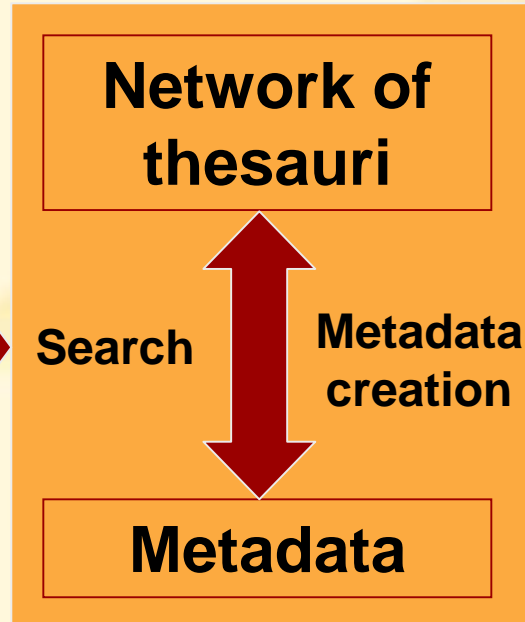 Network of
thesauri
Search
Metadata
creation
Metadata